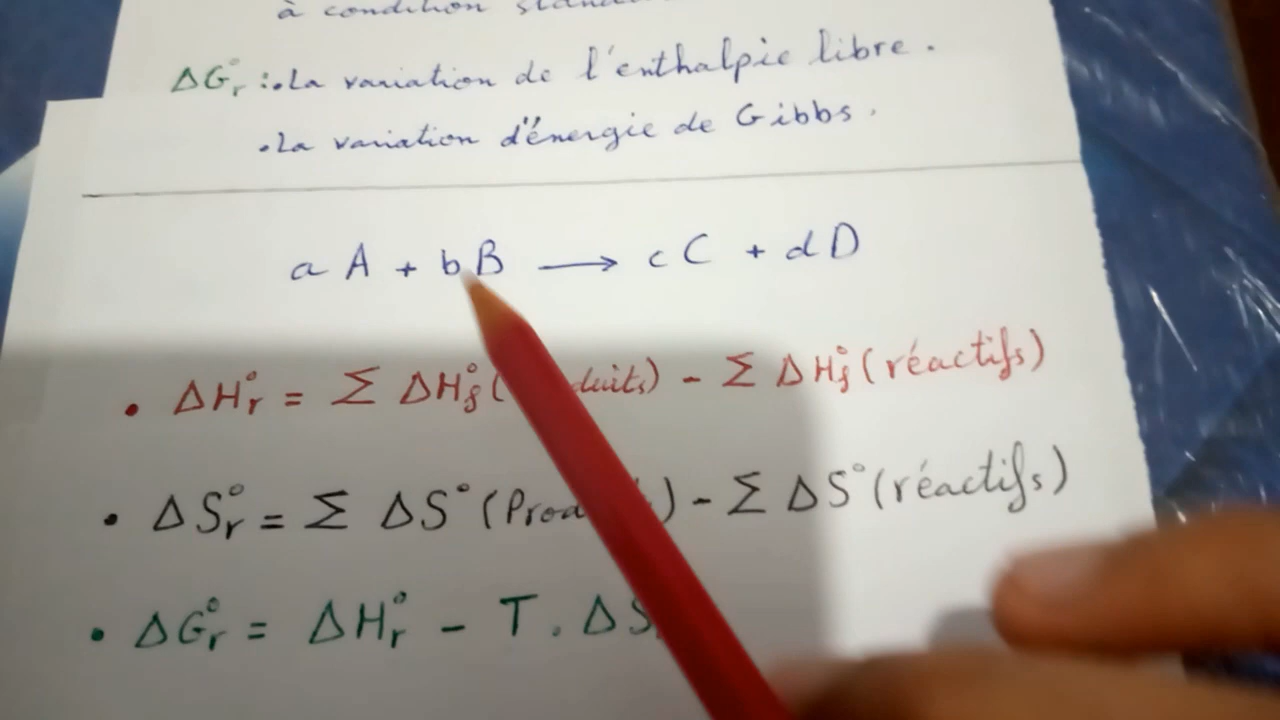 à condition
ΔG°r : . La variation de l'enthalpie libre .
. La variation d'énergie de Gibbs .
a A + b B → c C + d D
• ΔH°r = Σ ΔH°f ( duits) - Σ ΔH°f (réactifs)
• ΔS°r = Σ ΔS° (Prod ) - Σ ΔS° (réactifs)
• ΔG°r = ΔH°r - T . ΔS